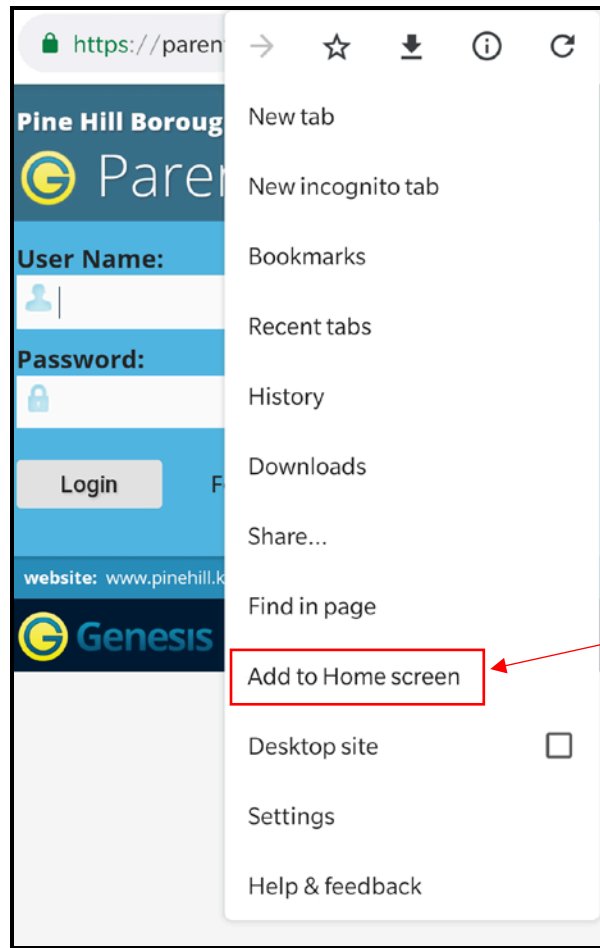 https://paren
Pine Hill Boroug
Paren
User Name:
Password:
Login F
website: www.pinehill.k
Genesis
New tab
New incognito tab
Bookmarks
Recent tabs
History
Downloads
Share...
Find in page
Add to Home screen
Desktop site
Settings
Help & feedback